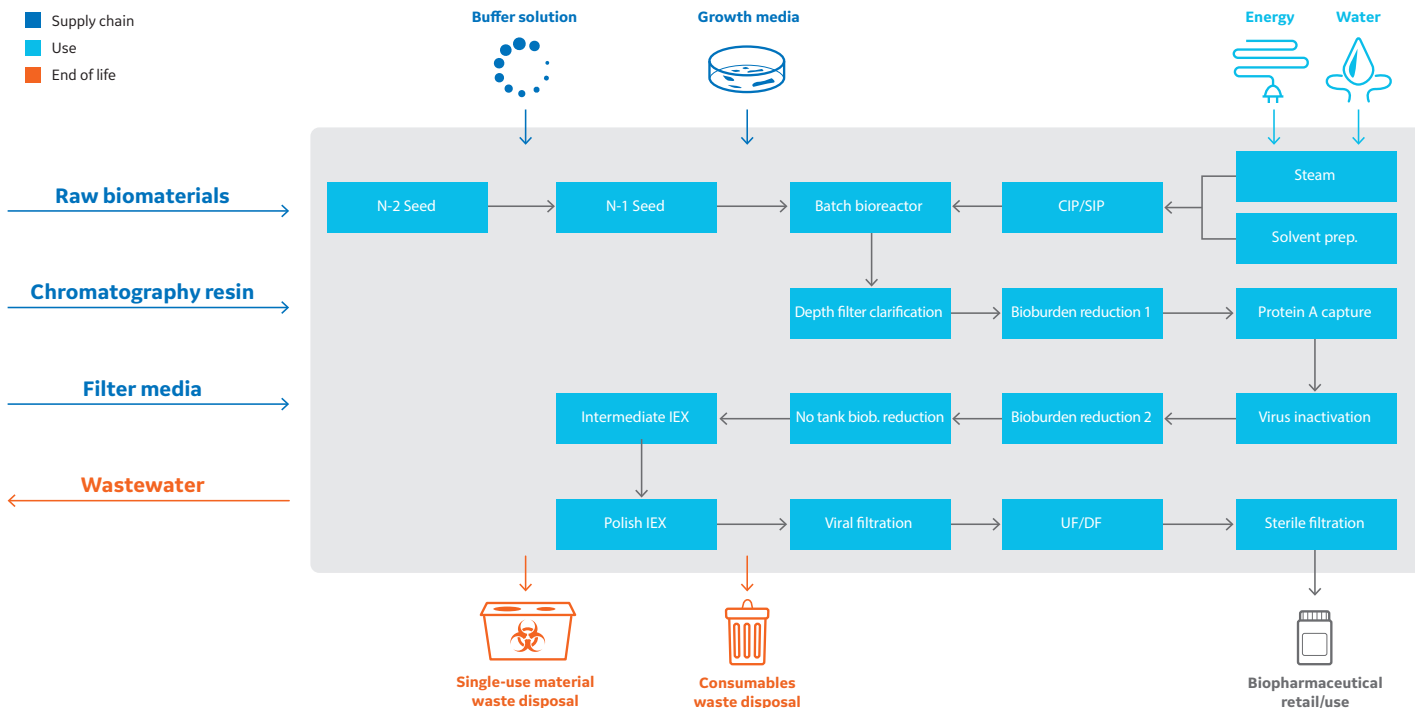 Supply chain
Use
End of life
Buffer solution
Growth media
Energy
Water
Raw biomaterials
Chromatography resin
Filter media
Wastewater
N-2 Seed
N-1 Seed
Batch bioreactor
CIP/SIP
Steam
Solvent prep.
Depth filter clarification
Bioburden reduction 1
Protein A capture
Intermediate IEX
No tank biob. reduction
Bioburden reduction 2
Virus inactivation
Polish IEX
Viral filtration
UF/DF
Sterile filtration
Single-use material
waste disposal
Consumables
waste disposal
Biopharmaceutical
retail/use